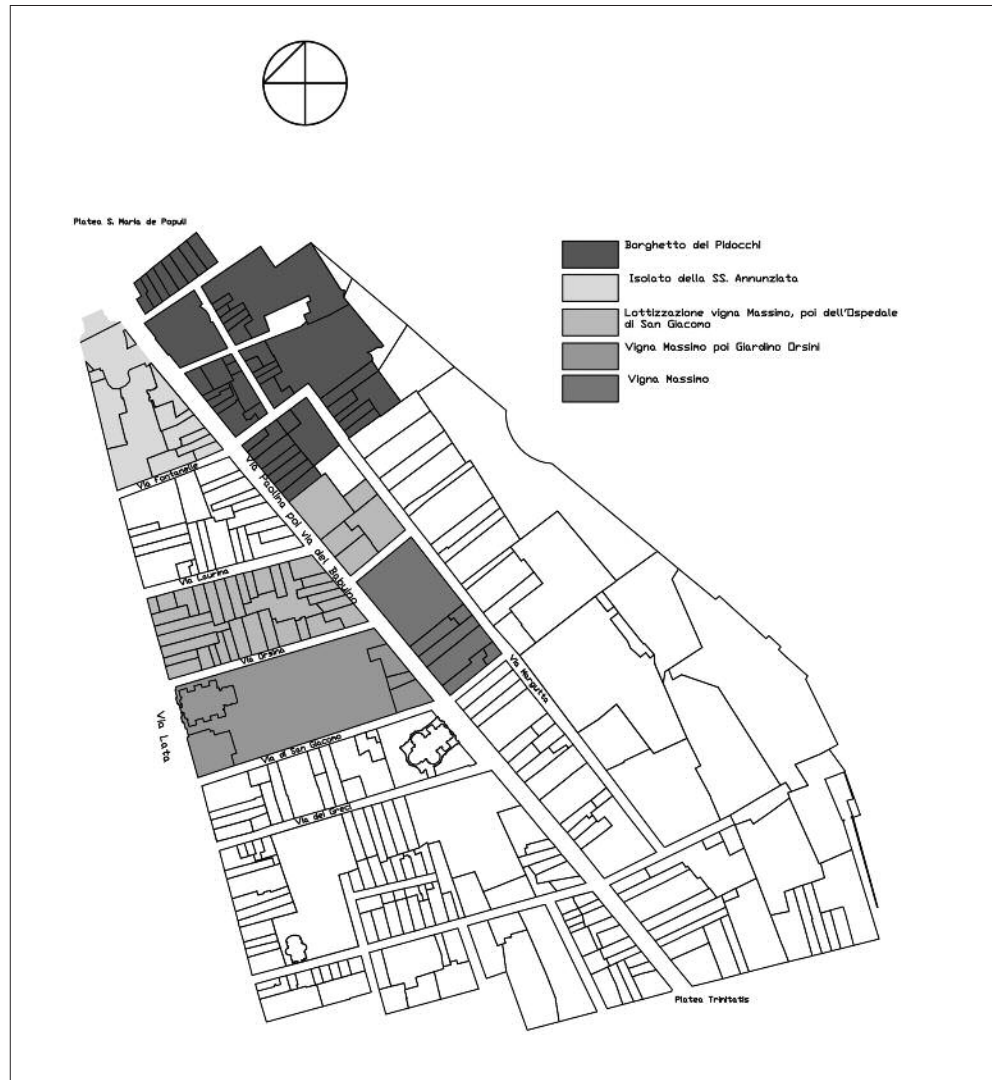 Platea S. Maria de Populi
Borghetto dei Pidocchi
Isolato della SS. Annunziata
Lottizzazione vigna Massimo, poi dell'Ospedale
di San Giacomo
Vigna Massimo poi Giardino Orsini
Vigna Massimo
Via Fontanelle
Via Paolina poi via del Babuino
Via Laurina
Via Orsina
Via Margutta
Via Lata
Via di San Giacomo
Via dei Greci
Platea Trinitatis